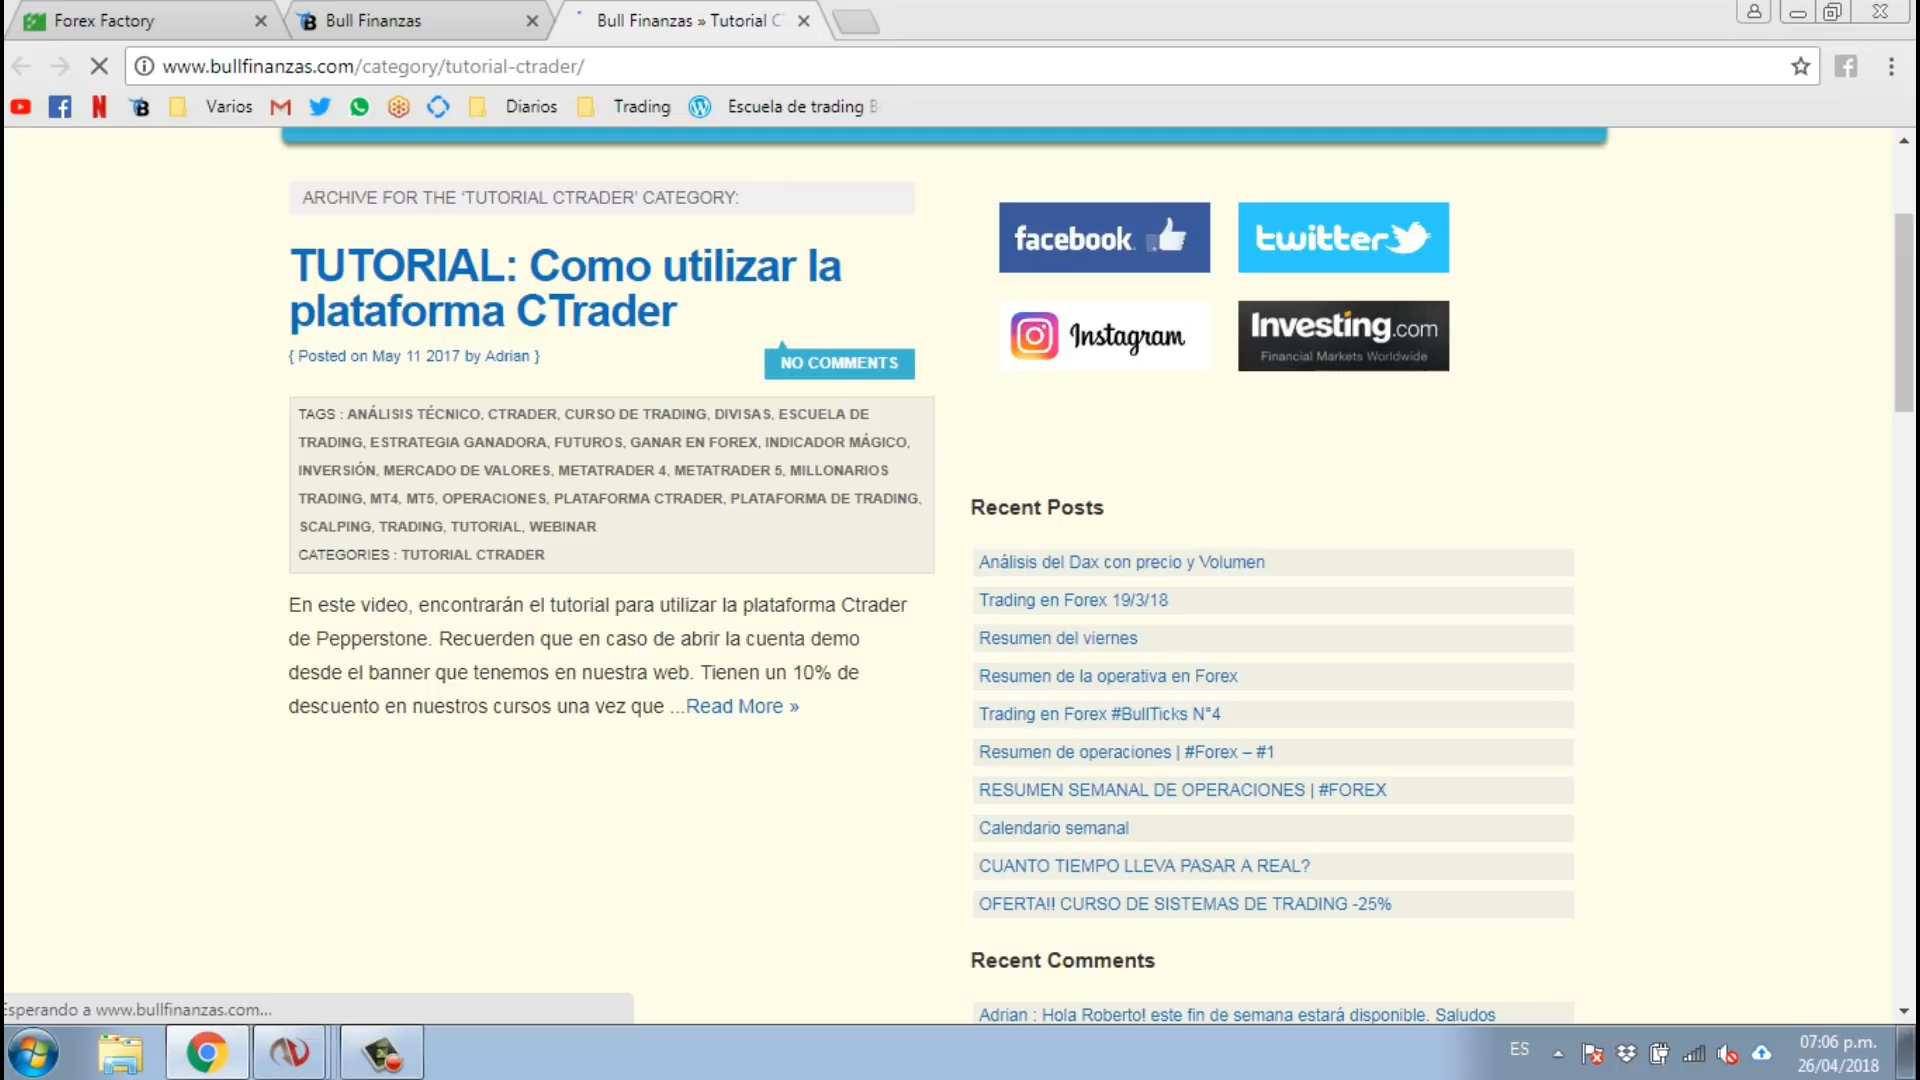 Forex Factory
Bull Finanzas
Bull Finanzas » Tutorial C
www.bullfinanzas.com/category/tutorial-ctrader/
Varios
Diarios
Trading
Escuela de trading B
ARCHIVE FOR THE ‘TUTORIAL CTRADER’ CATEGORY:
TUTORIAL: Como utilizar la
plataforma CTrader
{ Posted on May 11 2017 by Adrian }
NO COMMENTS
TAGS : ANÁLISIS TÉCNICO, CTRADER, CURSO DE TRADING, DIVISAS, ESCUELA DE
TRADING, ESTRATEGIA GANADORA, FUTUROS, GANAR EN FOREX, INDICADOR MÁGICO,
INVERSIÓN, MERCADO DE VALORES, METATRADER 4, METATRADER 5, MILLONARIOS
TRADING, MT4, MT5, OPERACIONES, PLATAFORMA CTRADER, PLATAFORMA DE TRADING,
SCALPING, TRADING, TUTORIAL, WEBINAR
CATEGORIES : TUTORIAL CTRADER
En este video, encontrarán el tutorial para utilizar la plataforma Ctrader
de Pepperstone. Recuerden que en caso de abrir la cuenta demo
desde el banner que tenemos en nuestra web. Tienen un 10% de
descuento en nuestros cursos una vez que ...Read More »
facebook
twitter
Instagram
Investing.com
Financial Markets Worldwide
Recent Posts
Análisis del Dax con precio y Volumen
Trading en Forex 19/3/18
Resumen del viernes
Resumen de la operativa en Forex
Trading en Forex #BullTicks N°4
Resumen de operaciones | #Forex – #1
RESUMEN SEMANAL DE OPERACIONES | #FOREX
Calendario semanal
CUANTO TIEMPO LLEVA PASAR A REAL?
OFERTA!! CURSO DE SISTEMAS DE TRADING -25%
Recent Comments
Adrian : Hola Roberto! este fin de semana estará disponible. Saludos
Esperando a www.bullfinanzas.com...
ES
07:06 p.m.
26/04/2018